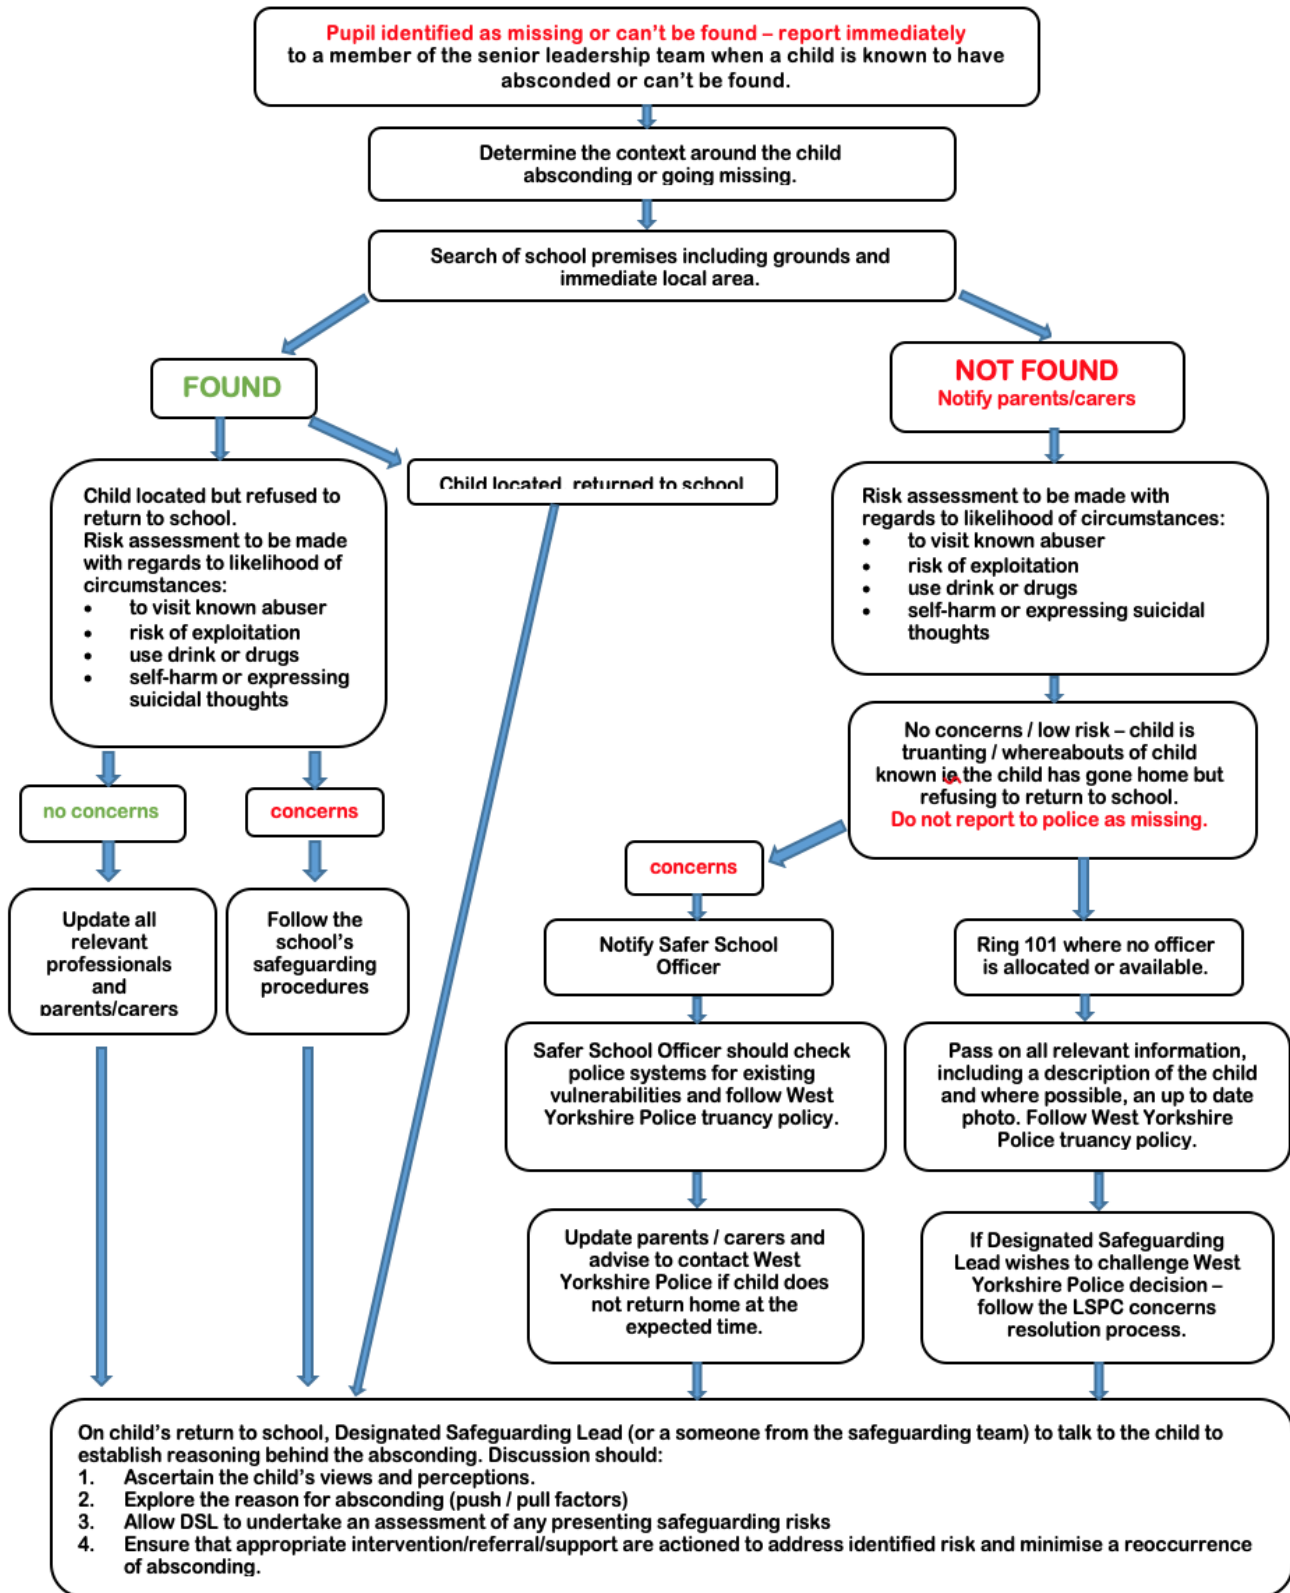 Pupil identified as missing or can't be found – report immediately
to a member of the senior leadership team when a child is known to have
absconded or can't be found.
Determine the context around the child
absconding or going missing.
Search of school premises including grounds and
immediate local area.
FOUND
NOT FOUND
Notify parents/carers
Child located, returned to school
Child located but refused to
return to school.
Risk assessment to be made
with regards to likelihood of
circumstances:
• to visit known abuser
• risk of exploitation
• use drink or drugs
• self-harm or expressing
suicidal thoughts
Risk assessment to be made with
regards to likelihood of circumstances:
• to visit known abuser
• risk of exploitation
• use drink or drugs
• self-harm or expressing suicidal
thoughts
no concerns
concerns
No concerns / low risk – child is
truanting / whereabouts of child
known ie the child has gone home but
refusing to return to school.
Do not report to police as missing.
concerns
Update all
relevant
professionals
and
parents/carers
Follow the
school's
safeguarding
procedures
Notify Safer School
Officer
Ring 101 where no officer
is allocated or available.
Safer School Officer should check
police systems for existing
vulnerabilities and follow West
Yorkshire Police truancy policy.
Pass on all relevant information,
including a description of the child
and where possible, an up to date
photo. Follow West Yorkshire
Police truancy policy.
Update parents / carers and
advise to contact West
Yorkshire Police if child does
not return home at the
expected time.
If Designated Safeguarding
Lead wishes to challenge West
Yorkshire Police decision –
follow the LSPC concerns
resolution process.
On child's return to school, Designated Safeguarding Lead (or a someone from the safeguarding team) to talk to the child to
establish reasoning behind the absconding. Discussion should:
1. Ascertain the child's views and perceptions.
2. Explore the reason for absconding (push / pull factors)
3. Allow DSL to undertake an assessment of any presenting safeguarding risks
4. Ensure that appropriate intervention/referral/support are actioned to address identified risk and minimise a reoccurrence
of absconding.